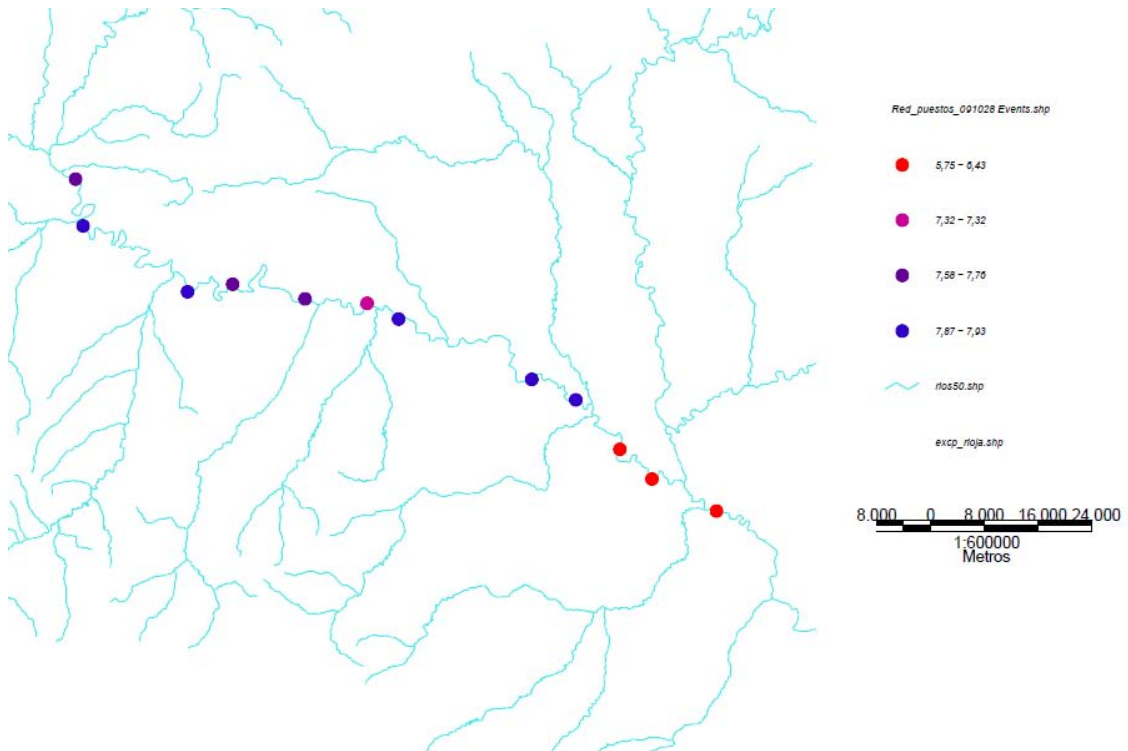 Red_puestos_091028 Events.shp
5,75 - 6,43
7,32 - 7,32
7,58 - 7,76
7,87 - 7,93
rios50.shp
excp_rioja.shp
8.000 0 8.000 16.000 24.000
1:600000
Metros